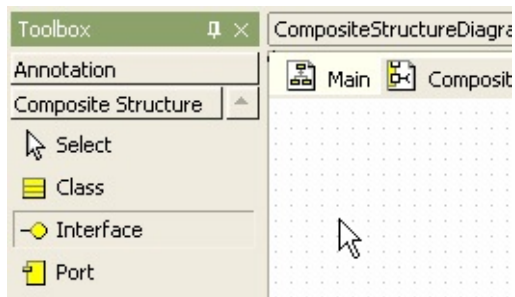 Toolbox
CompositeStructureDiagra
Annotation
Main
Composit
Composite Structure
Select
Class
Interface
Port